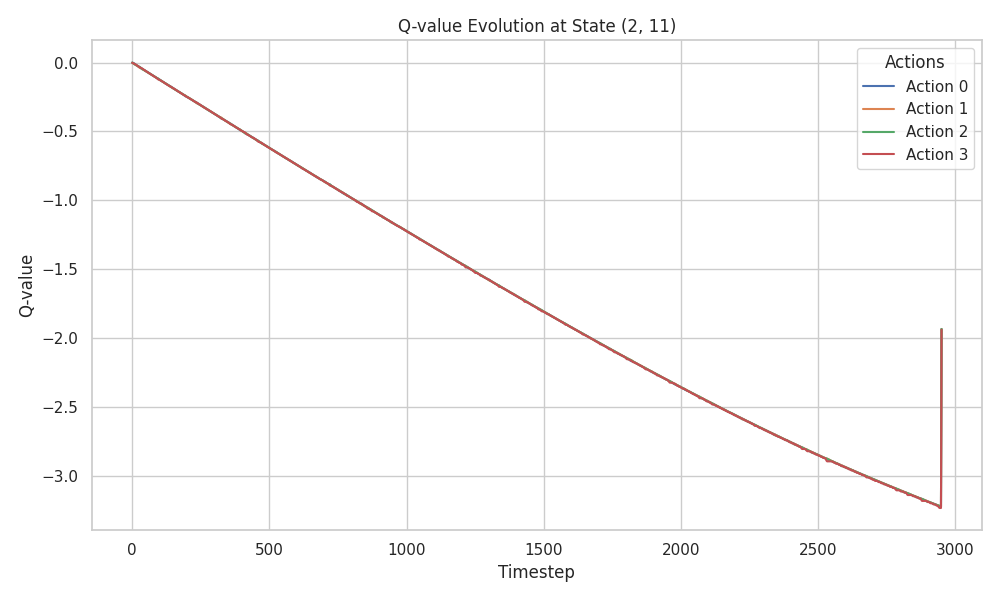 Q-value Evolution at State (2, 11)
Actions
Action 0
Action 1
Action 2
Action 3
Q-value
0.0
−0.5
−1.0
−1.5
−2.0
−2.5
−3.0
0 500 1000 1500 2000 2500 3000
Timestep